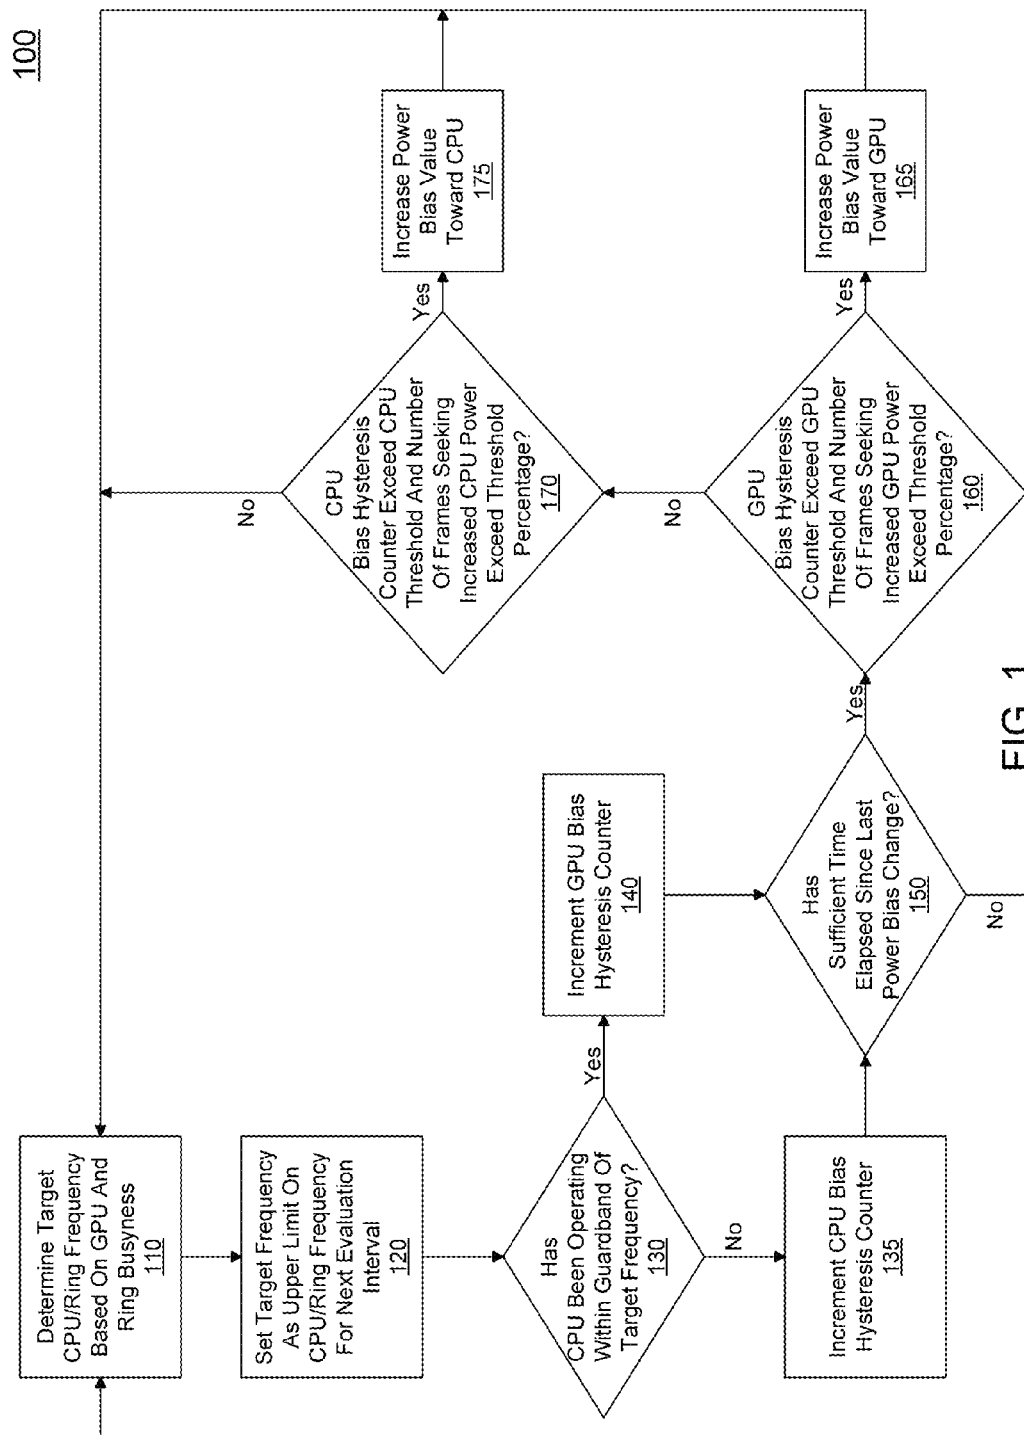 100
Determine Target
CPU/Ring Frequency
Based On GPU And
Ring Busyness
110
Set Target Frequency
As Upper Limit On
CPU/Ring Frequency
For Next Evaluation
Interval
120
Has
CPU Been Operating
Within Guardband Of
Target Frequency?
130
Yes
No
Increment CPU Bias
Hysteresis Counter
135
Increment GPU Bias
Hysteresis Counter
140
Has
Sufficient Time
Elapsed Since Last
Power Bias Change?
150
Yes
No
GPU
Bias Hysteresis
Counter Exceed GPU
Threshold And Number
Of Frames Seeking
Increased GPU Power
Exceed Threshold
Percentage?
160
Yes
No
Increase Power
Bias Value
Toward GPU
165
CPU
Bias Hysteresis
Counter Exceed CPU
Threshold And Number
Of Frames Seeking
Increased CPU Power
Exceed Threshold
Percentage?
170
Yes
No
Increase Power
Bias Value
Toward CPU
175
FIG. 1